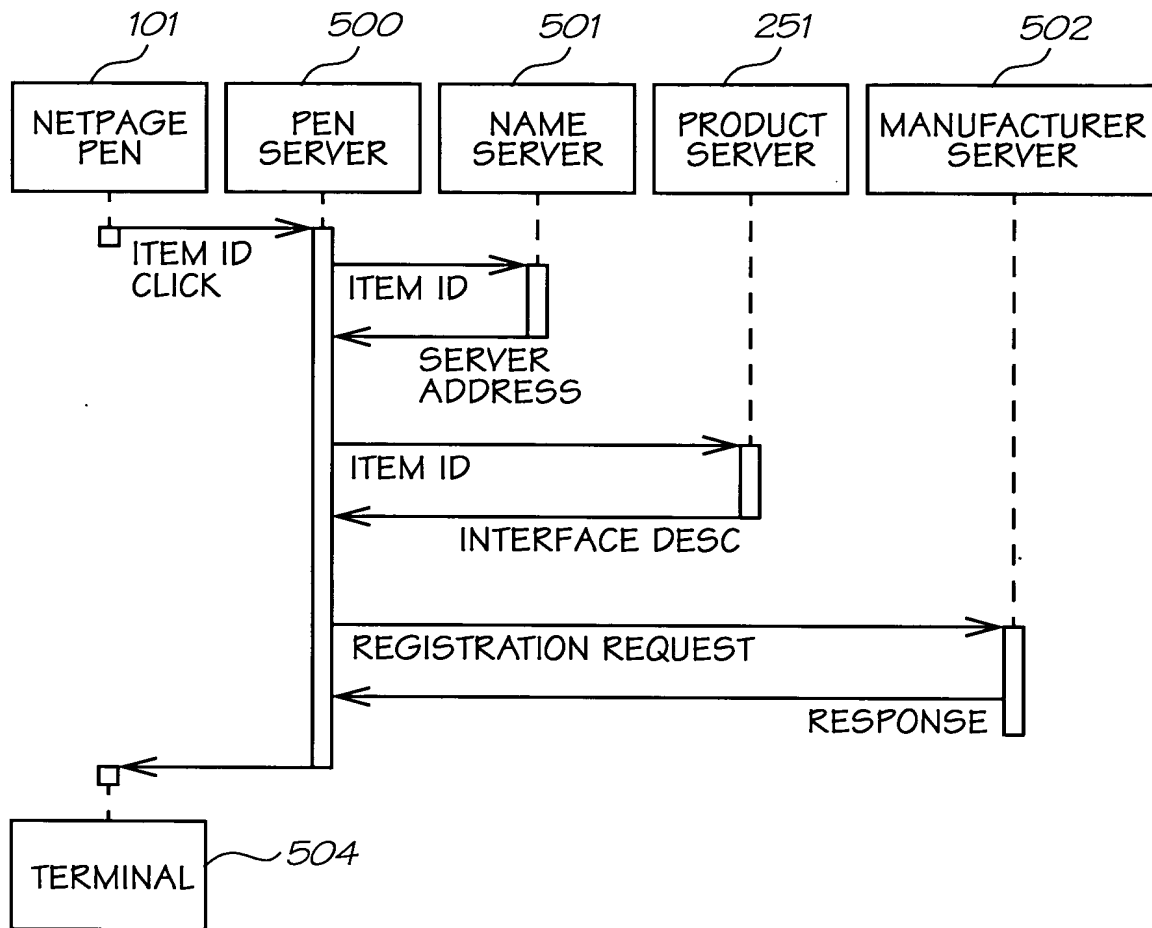 101
500
501
251
502
NETPAGE
PEN
PEN
SERVER
NAME
SERVER
PRODUCT
SERVER
MANUFACTURER
SERVER
ITEM ID
CLICK
ITEM ID
SERVER
ADDRESS
ITEM ID
INTERFACE DESC
REGISTRATION REQUEST
RESPONSE
TERMINAL
504